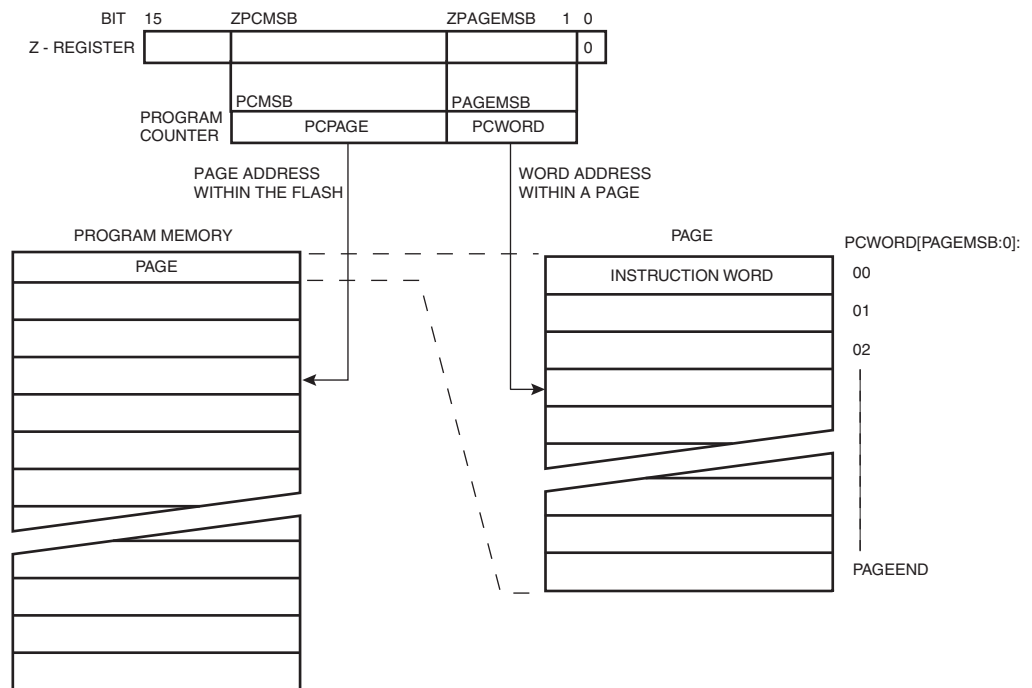 BIT 15 ZPCMSB ZPAGEMSB 1 0
Z - REGISTER 0
PCMSB PAGEMSB
PROGRAM
COUNTER
PCPAGE PCWORD
PAGE ADDRESS
WITHIN THE FLASH
WORD ADDRESS
WITHIN A PAGE
PROGRAM MEMORY
PAGE
PAGE
PCWORD[PAGEMSB:0]:
INSTRUCTION WORD
00
01
02
PAGEEND